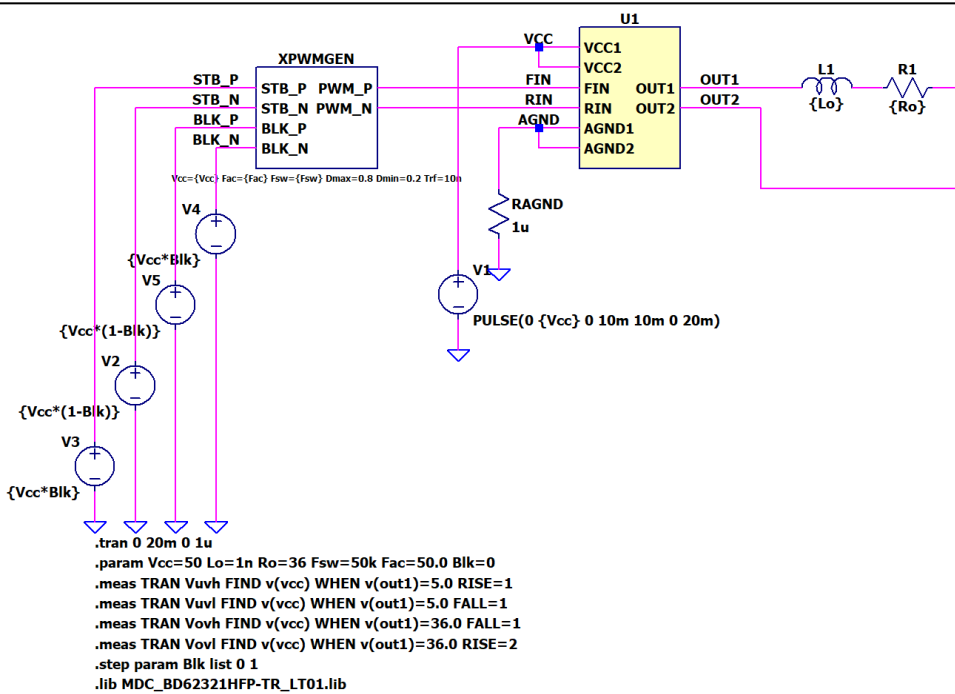 U1
VCC
VCC1
VCC2
XPWMGEN
STB_P
STB_P PWM_P
FIN
FIN OUT1
OUT1
L1
{Lo}
R1
{Ro}
STB_N
STB_N PWM_N
RIN
RIN OUT2
OUT2
BLK_P
BLK_P
AGND
AGND1
BLK_N
BLK_N
AGND2
Vcc={Vcc} Fac={Fac} Fsw={Fsw} Dmax=0.8 Dmin=0.2 Trf=10n
RAGND
1u
V4
{Vcc*Blk}
V1
PULSE(0 {Vcc} 0 10m 10m 0 20m)
V5
{Vcc*(1-Blk)}
V2
{Vcc*(1-Blk)}
V3
{Vcc*Blk}
.tran 0 20m 0 1u
.param Vcc=50 Lo=1n Ro=36 Fsw=50k Fac=50.0 Blk=0
.meas TRAN Vuvh FIND v(vcc) WHEN v(out1)=5.0 RISE=1
.meas TRAN Vuvl FIND v(vcc) WHEN v(out1)=5.0 FALL=1
.meas TRAN Vovh FIND v(vcc) WHEN v(out1)=36.0 FALL=1
.meas TRAN Vovl FIND v(vcc) WHEN v(out1)=36.0 RISE=2
.step param Blk list 0 1
.lib MDC_BD62321HFP-TR_LT01.lib